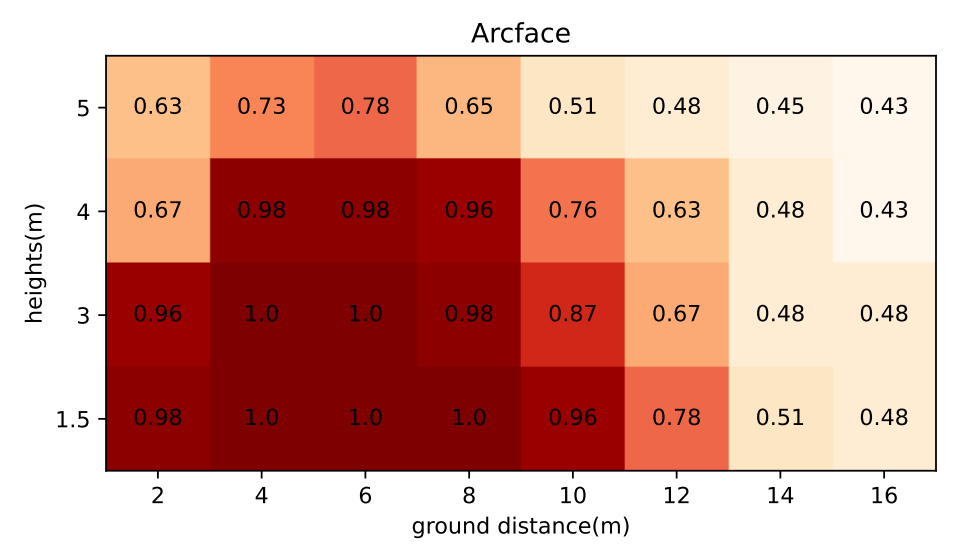 Arcface
heights(m)
5 0.63 0.73 0.78 0.65 0.51 0.48 0.45 0.43
4 0.67 0.98 0.98 0.96 0.76 0.63 0.48 0.43
3 0.96 1.0 1.0 0.98 0.87 0.67 0.48 0.48
1.5 0.98 1.0 1.0 1.0 0.96 0.78 0.51 0.48
2 4 6 8 10 12 14 16
ground distance(m)